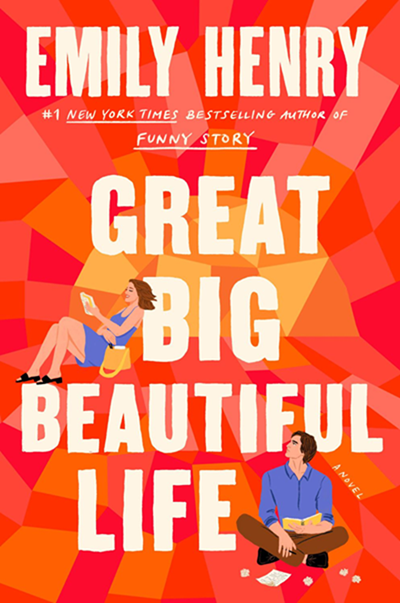 EMILY HENRY
#1 NEW YORK TIMES BESTSELLING AUTHOR OF
FUNNY STORY
GREAT
BIG
BEAUTIFUL
LIFE
A NOVEL